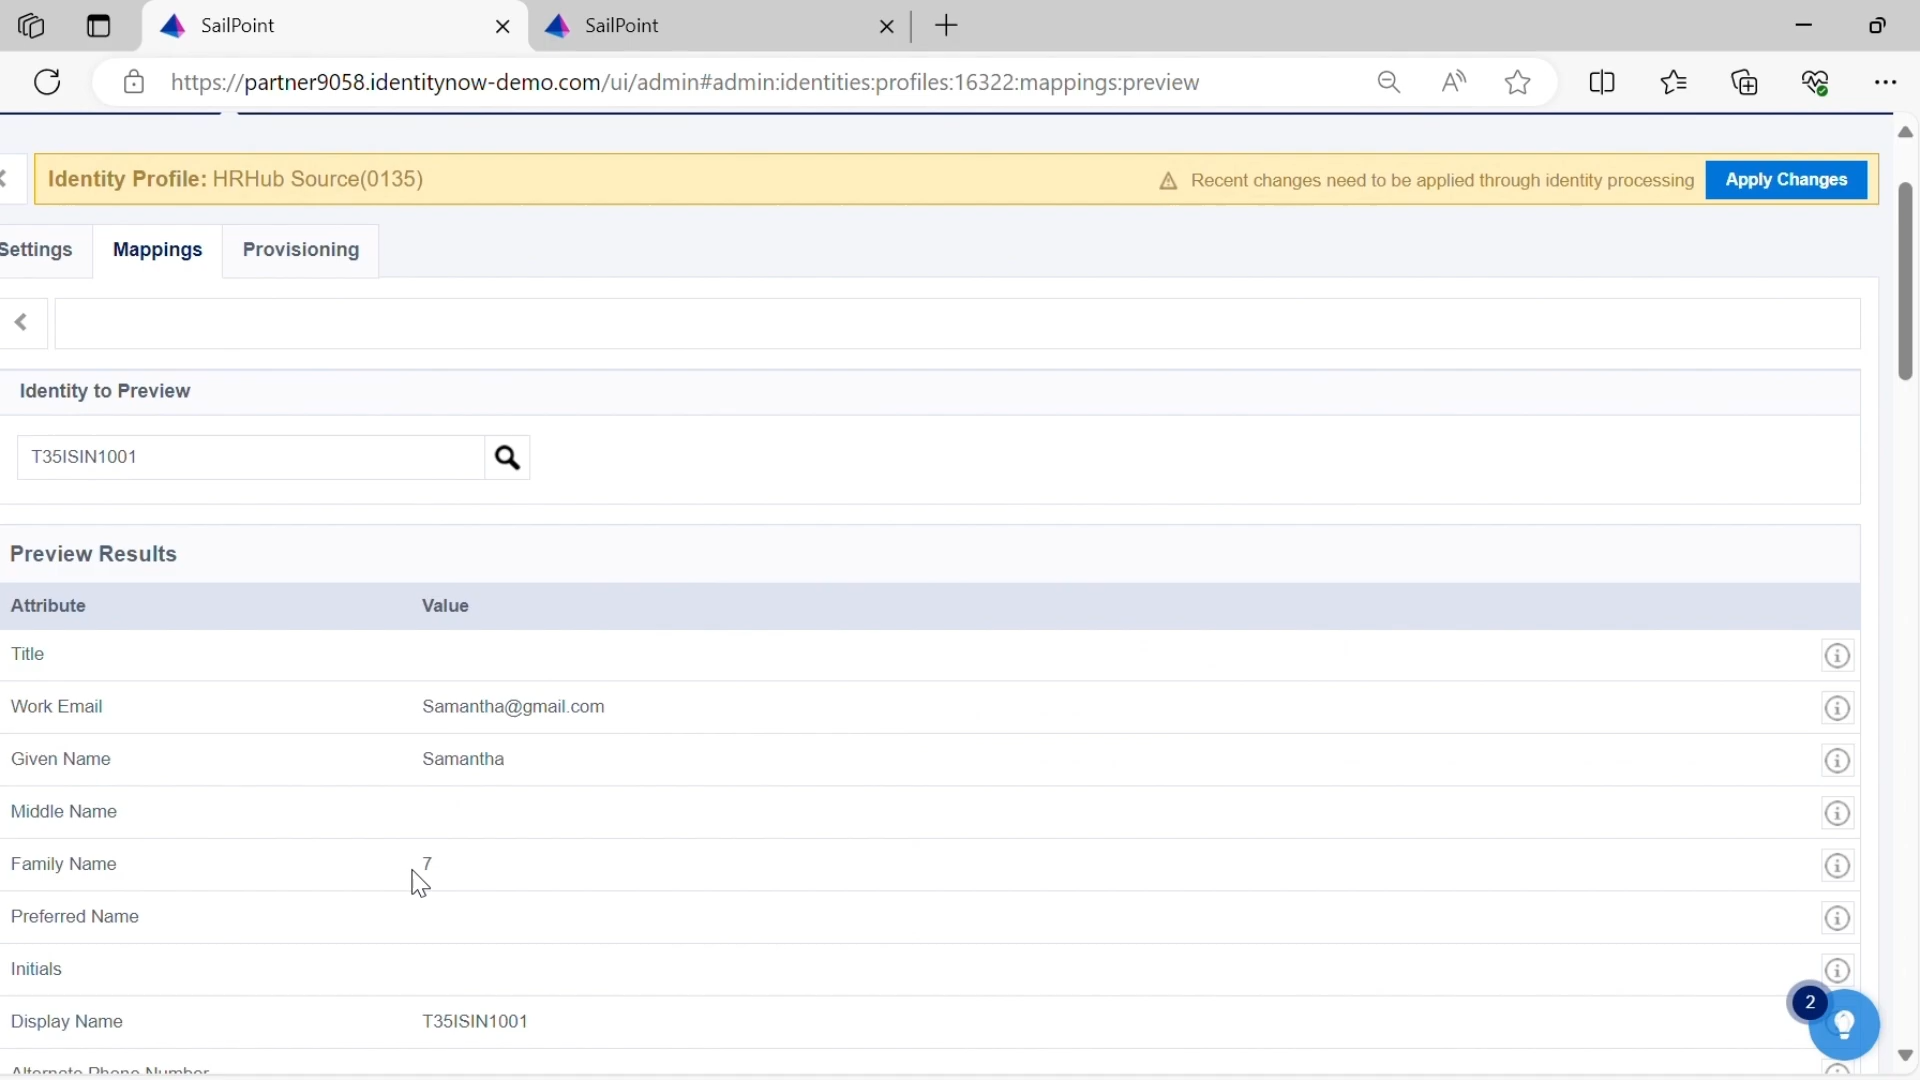 SailPoint
SailPoint
https://partner9058.identitynow-demo.com/ui/admin#admin:identities:profiles:16322:mappings:preview
Identity Profile: HRHub Source(0135)
Recent changes need to be applied through identity processing
Apply Changes
Settings
Mappings
Provisioning
Identity to Preview
T35ISIN1001
Preview Results
Attribute Value
Title
Work Email Samantha@gmail.com
Given Name Samantha
Middle Name
Family Name 7
Preferred Name
Initials
2
Display Name T35ISIN1001
Alternate Phone Number